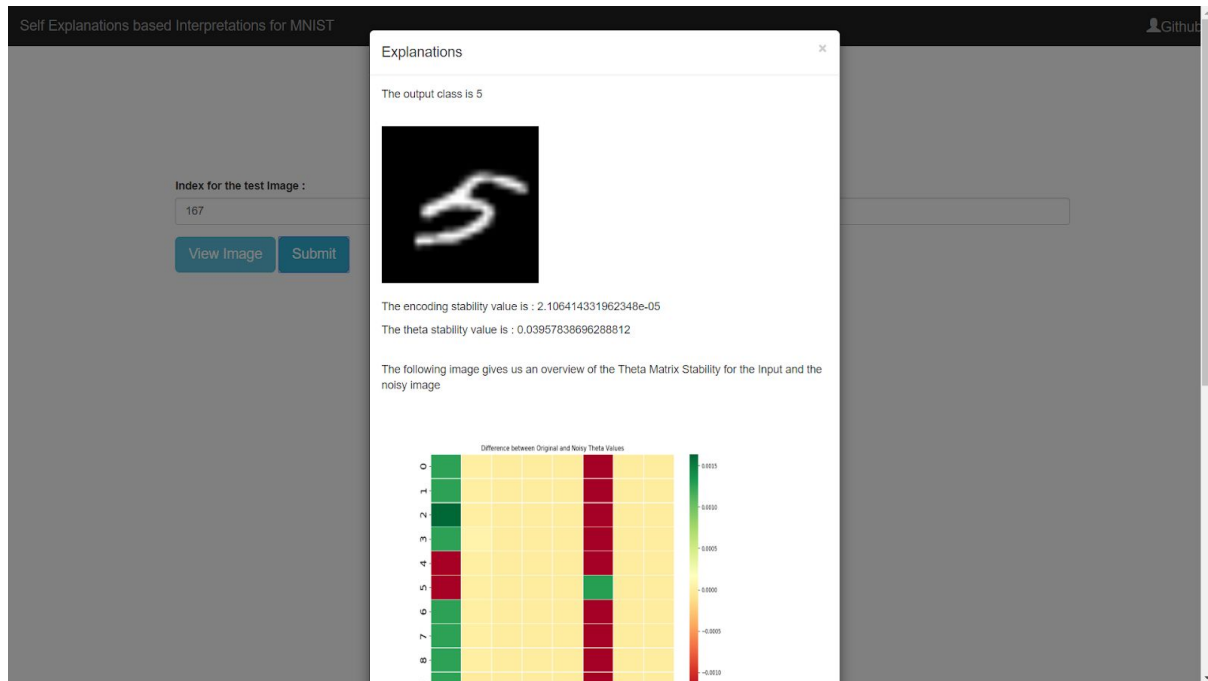 Self Explanations based Interpretations for MNIST
Github
Explanations
×
The output class is 5
5
Index for the test Image :
167
View Image
Submit
The encoding stability value is : 2.106414331962348e-05
The theta stability value is : 0.03957838696288812
The following image gives us an overview of the Theta Matrix Stability for the Input and the
noisy image
Difference between Original and Noisy Theta Values
0
1
2
3
4
5
6
7
8
0.0015
0.0010
0.0005
0.0000
-0.0005
-0.0010